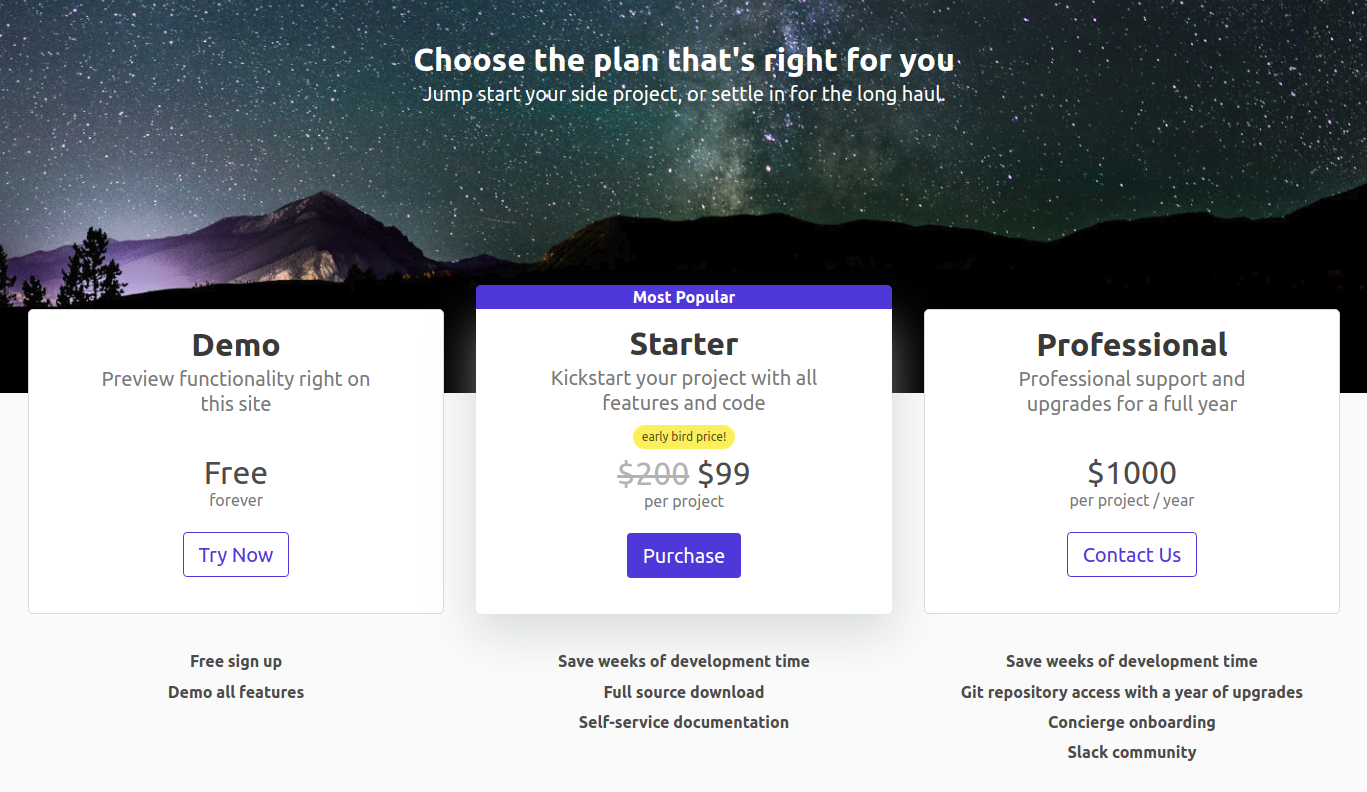 Choose the plan that's right for you
Jump start your side project, or settle in for the long haul.
Demo
Preview functionality right on
this site
Free
forever
Try Now
Most Popular
Starter
Kickstart your project with all
features and code
early bird price!
$200 $99
per project
Purchase
Professional
Professional support and
upgrades for a full year
$1000
per project / year
Contact Us
Free sign up
Demo all features
Save weeks of development time
Full source download
Self-service documentation
Save weeks of development time
Git repository access with a year of upgrades
Concierge onboarding
Slack community